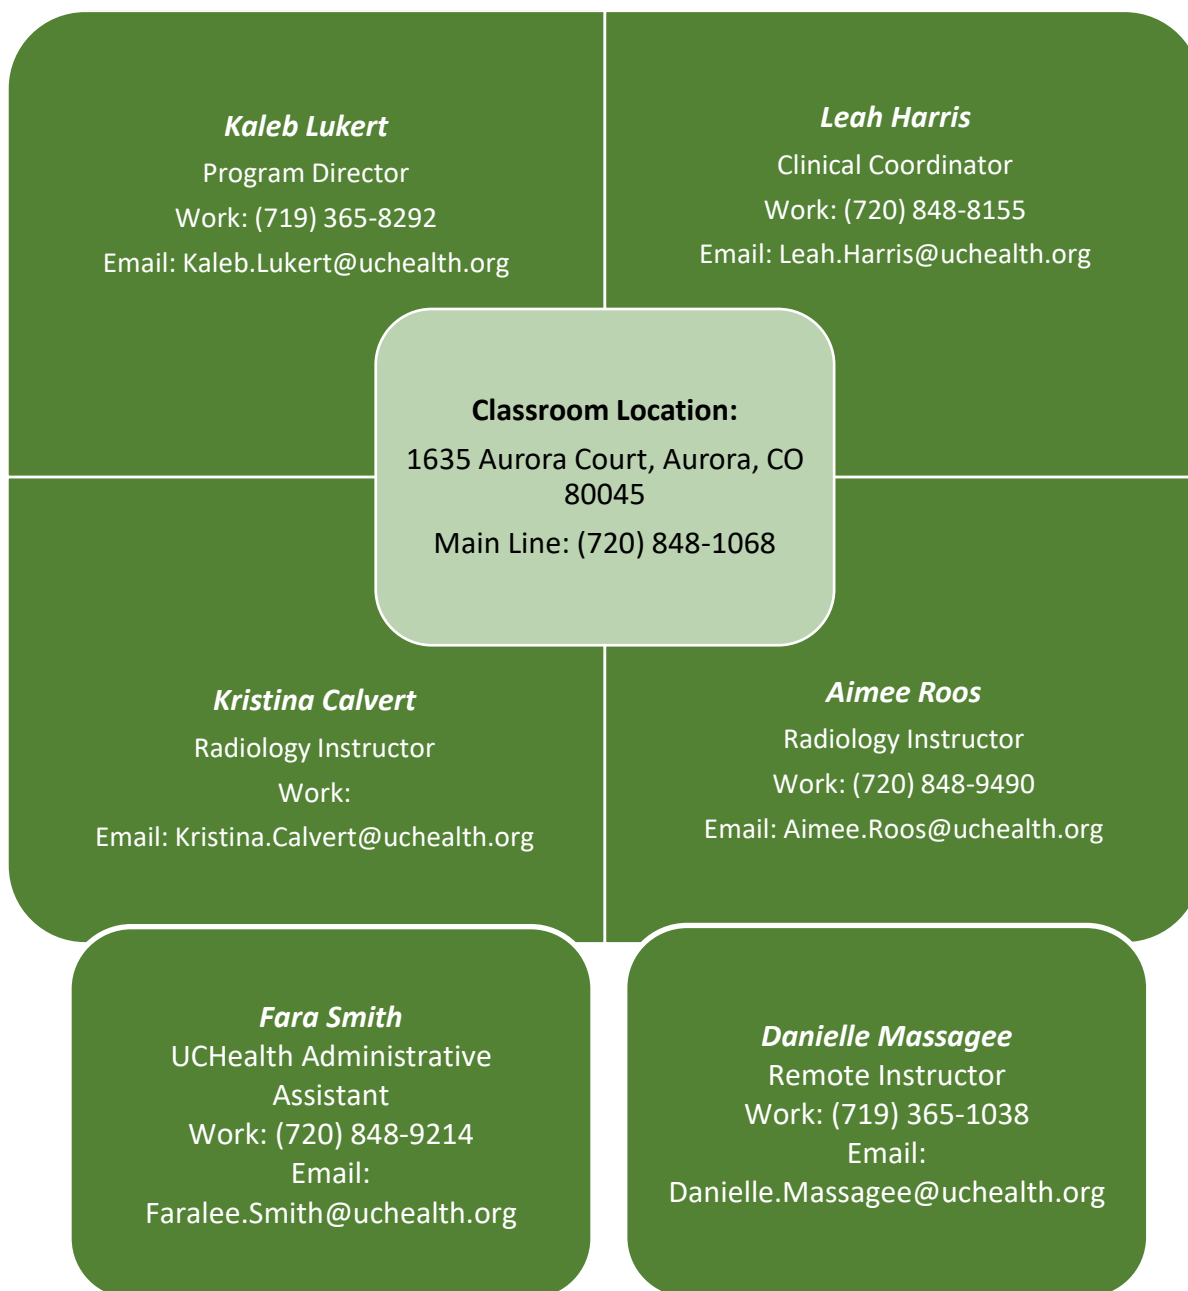 Kaleb Lukert
Program Director
Work: (719) 365-8292
Email: Kaleb.Lukert@uchealth.org
Leah Harris
Clinical Coordinator
Work: (720) 848-8155
Email: Leah.Harris@uchealth.org
Classroom Location:
1635 Aurora Court, Aurora, CO
80045
Main Line: (720) 848-1068
Kristina Calvert
Radiology Instructor
Work:
Email: Kristina.Calvert@uchealth.org
Aimee Roos
Radiology Instructor
Work: (720) 848-9490
Email: Aimee.Roos@uchealth.org
Fara Smith
UCHealth Administrative
Assistant
Work: (720) 848-9214
Email:
Faralee.Smith@uchealth.org
Danielle Massagee
Remote Instructor
Work: (719) 365-1038
Email:
Danielle.Massagee@uchealth.org